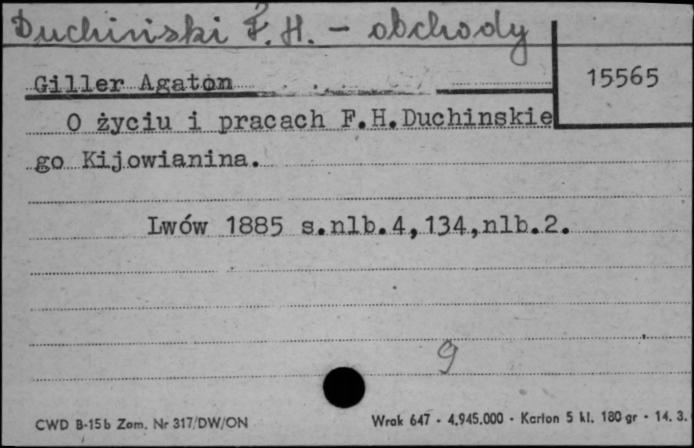 Duchiński F. H. - obchody
Giller Agaton
15565
O życiu i pracach F.H.Duchinskie
go Kijowianina.
Lwów 1885 s.nlb.4,134,nlb.2.
9
CWD B-15b Zam. Nr 317/DW/ON
Wrak 647 - 4.945.000 - Karton 5 kl. 180 gr - 14. 3.